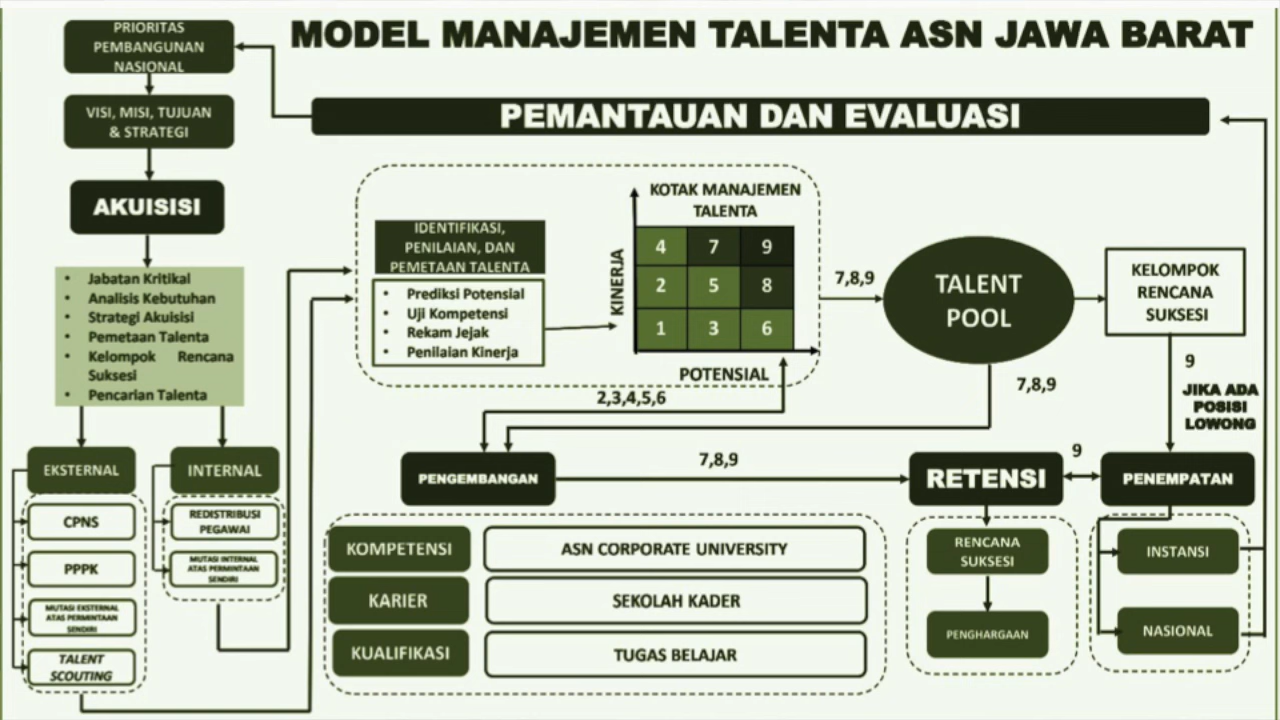 MODEL MANAJEMEN TALENTA ASN JAWA BARAT
PRIORITAS
PEMBANGUNAN
NASIONAL
VISI, MISI, TUJUAN
& STRATEGI
PEMANTAUAN DAN EVALUASI
AKUISISI
• Jabatan Kritikal
• Analisis Kebutuhan
• Strategi Akuisisi
• Pemetaan Talenta
• Kelompok Rencana
Suksesi
• Pencarian Talenta
EKSTERNAL
CPNS
PPPK
MUTASI EKSTERNAL
ATAS PERMINTAAN
SENDIRI
TALENT
SCOUTING
INTERNAL
REDISTRIBUSI
PEGAWAI
MUTASI INTERNAL
ATAS PERMINTAAN
SENDIRI
IDENTIFIKASI,
PENILAIAN, DAN
PEMETAAN TALENTA
• Prediksi Potensial
• Uji Kompetensi
• Rekam Jejak
• Penilaian Kinerja
KOTAK MANAJEMEN
TALENTA
KINERJA
4 7 9
2 5 8
1 3 6
POTENSIAL
7,8,9
TALENT
POOL
KELOMPOK
RENCANA
SUKSESI
2,3,4,5,6
7,8,9
9
JIKA ADA
POSISI
LOWONG
PENGEMBANGAN
7,8,9
RETENSI
9
PENEMPATAN
KOMPETENSI
ASN CORPORATE UNIVERSITY
KARIER
SEKOLAH KADER
KUALIFIKASI
TUGAS BELAJAR
RENCANA
SUKSESI
PENGHARGAAN
INSTANSI
NASIONAL